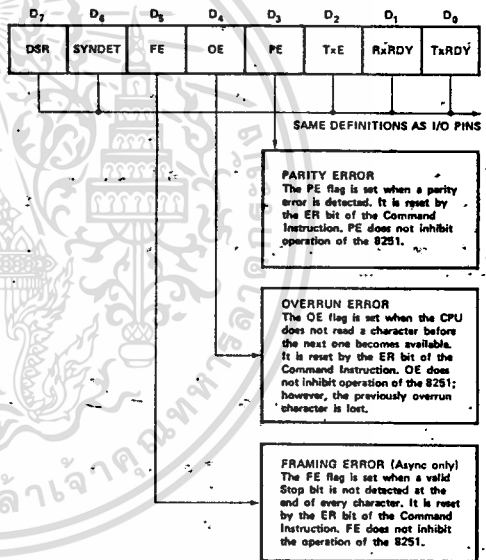 D7 D6 D5 D4 D3 D2 D1 D0
DSR SYNDET FE OE PE TxE RxRDY TxRDY
SAME DEFINITIONS AS I/O PINS
PARITY ERROR
The PE flag is set when a parity
error is detected. It is reset by
the ER bit of the Command
Instruction. PE does not inhibit
operation of the 8251.
OVERRUN ERROR
The OE flag is set when the CPU
does not read a character before
the next one becomes available.
It is reset by the ER bit of the
Command Instruction. OE does
not inhibit operation of the 8251;
however, the previously overrun
character is lost.
FRAMING ERROR (Async only)
The FE flag is set when a valid
Stop bit is not detected at the
end of every character. It is reset
by the ER bit of the Command
Instruction. FE does not inhibit
the operation of the 8251.